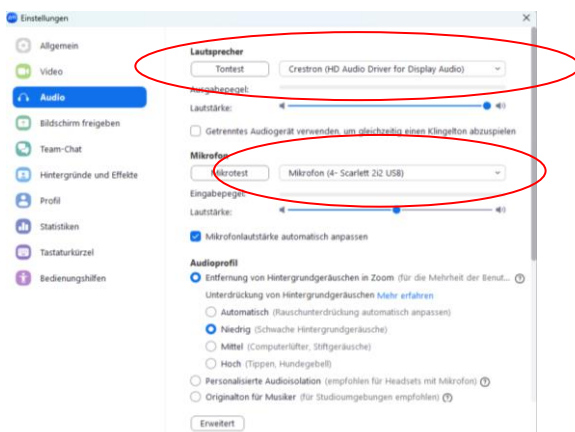 zm Einstellungen
Allgemein
Video
Audio
Bildschirm freigeben
Team-Chat
Hintergründe und Effekte
Profil
Statistiken
Tastaturkürzel
Bedienungshilfen
Lautsprecher
Tontest Crestron (HD Audio Driver for Display Audio)
Ausgabepegel:
Lautstärke:
Getrenntes Audiogerät verwenden, um gleichzeitig einen Klingelton abzuspielen
Mikrofon
Mikrotest Mikrofon (4- Scarlett 2i2 USB)
Eingabepegel:
Lautstärke:
Mikrofonlautstärke automatisch anpassen
Audioprofil
Entfernung von Hintergrundgeräuschen in Zoom (für die Mehrheit der Benut...
Unterdrückung von Hintergrundgeräuschen Mehr erfahren
Automatisch (Rauschunterdrückung automatisch anpassen)
Niedrig (Schwache Hintergrundgeräusche)
Mittel (Computerlüfter, Stiftgeräusche)
Hoch (Tippen, Hundegebell)
Personalisierte Audioisolation (empfohlen für Headsets mit Mikrofon)
Originalton für Musiker (für Studioumgebungen empfohlen)
Erweitert